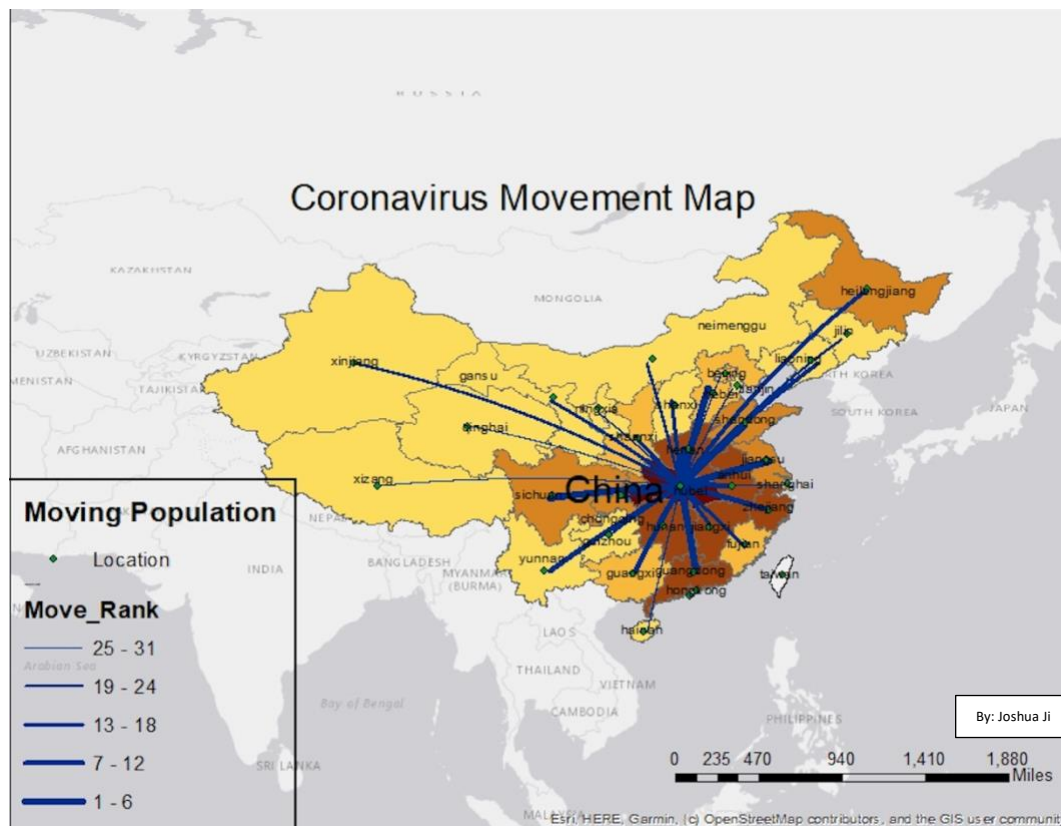 RUSSIA
Coronavirus Movement Map
KAZAKHSTAN
MONGOLIA
heilongjiang
jilin
neimenggu
liaoning
UZBEKISTAN
KYRGYZSTAN
xinjiang
gansu
beijing
tianjin
hebei
NORTH KOREA
MENISTAN
TAJIKISTAN
ningxia
shanxi
JAPAN
SOUTH KOREA
qinghai
shandong
shaanxi
AFGHANISTAN
henan
jiangsu
xizang
anhui
shanghai
sichuan
China
hubei
zhejiang
NEPAL
chongqing
hunan
jiangxi
guizhou
fujian
yunnan
BANGLADESH
INDIA
MYANMAR
(BURMA)
guangxi
guangdong
taiwan
hongkong
hainan
LAOS
THAILAND
VIETNAM
CAMBODIA
Bay of Bengal
PHILIPPINES
SRI LANKA
MALAYSIA
Moving Population
Location
Move_Rank
25 - 31
Arabian Sea
19 - 24
13 - 18
7 - 12
1 - 6
By: Joshua Ji
0 235 470 940 1,410 1,880
Miles
Esri, HERE, Garmin, (c) OpenStreetMap contributors, and the GIS user communit